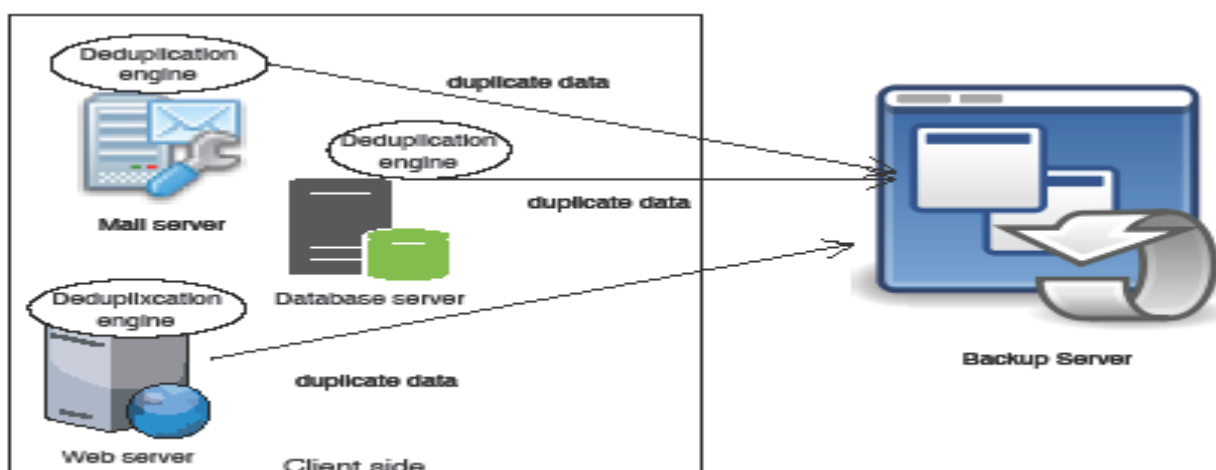 Deduplication
engine
duplicate data
Deduplication
engine
duplicate data
Mail server
Deduplixcation
engine
Database server
duplicate data
Backup Server
Web server
Client side